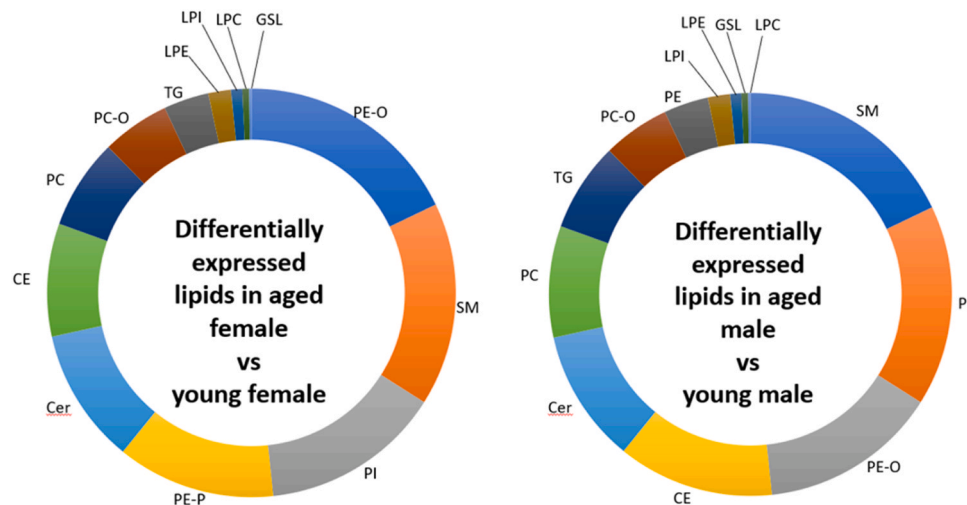 LPI LPC GSL
LPE
TG
PC-O
PE-O
PC
CE
SM
Cer
PI
PE-P
Differentially
expressed
lipids in aged
female
vs
young female
LPE GSL LPC
LPI
PE
PC-O
SM
TG
PC
P
Cer
PE-O
CE
Differentially
expressed
lipids in aged
male
vs
young male